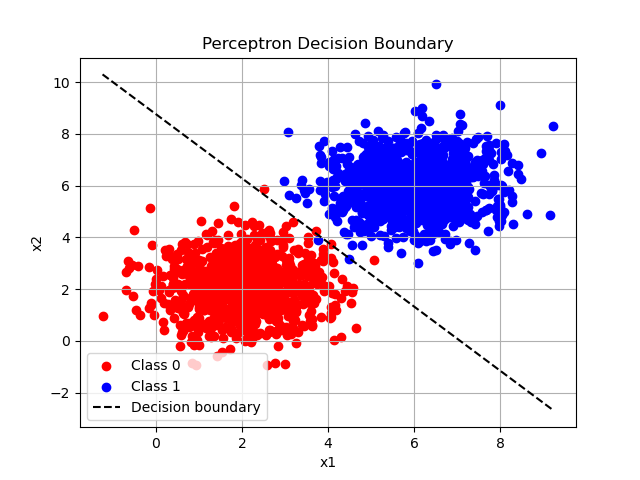 Perceptron Decision Boundary
x2
10
8
6
4
2
0
−2
Class 0
Class 1
Decision boundary
0 2 4 6 8
x1